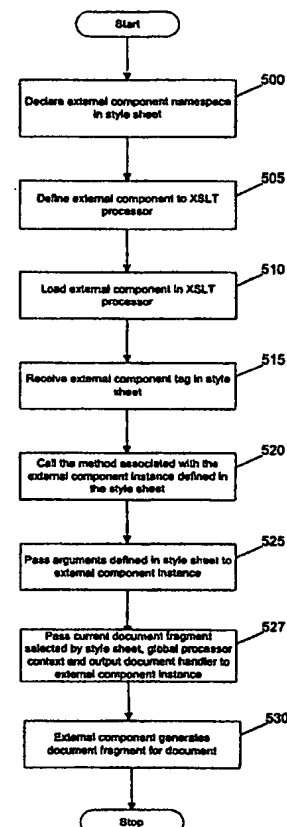 Start
500
Declare external component namespace
in style sheet
505
Define external component to XSLT
processor
510
Load external component in XSLT
processor
515
Receive external component tag in style
sheet
520
Call the method associated with the
external component instance defined in
the style sheet
525
Pass arguments defined in style sheet to
external component instance
527
Pass current document fragment
selected by style sheet, global processor
context and output document handler to
external component instance
530
External component generates
document fragment for document
Stop